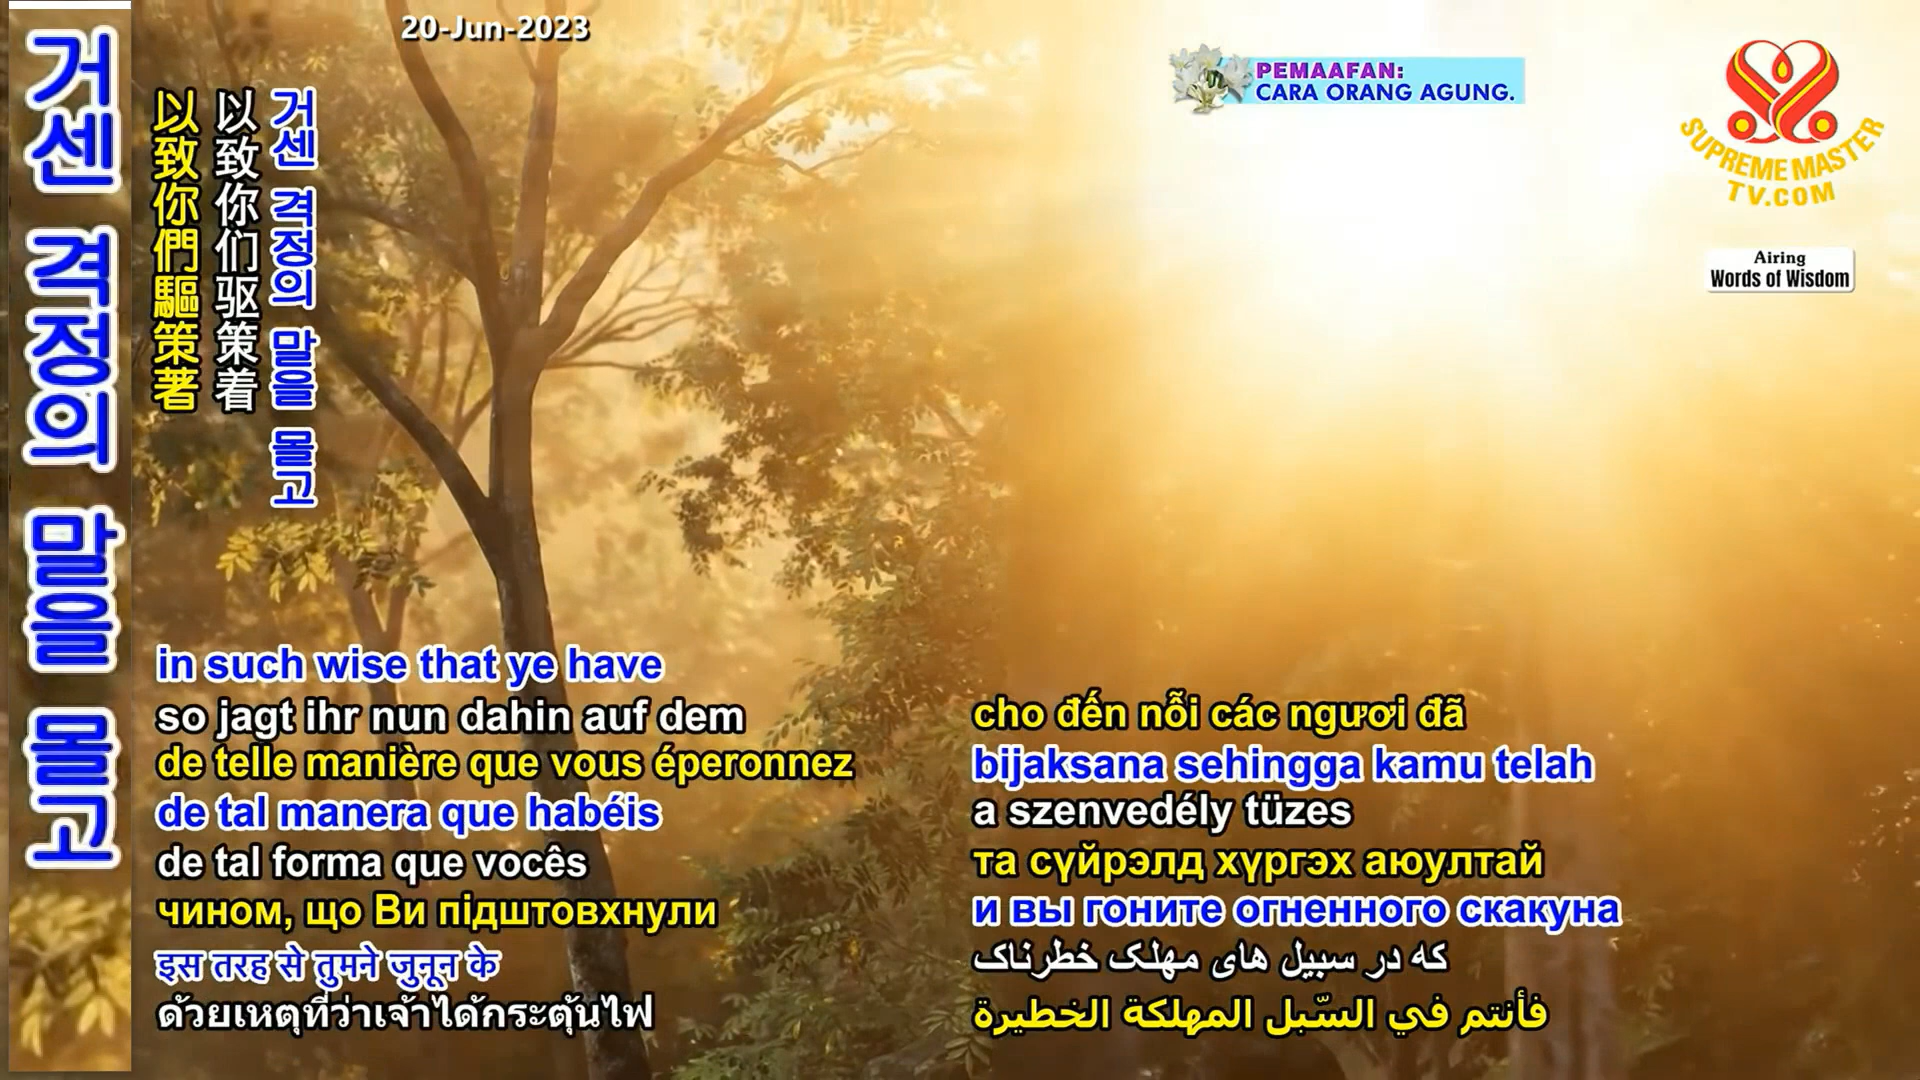 20-Jun-2023
거센 격정의 말을 몰고
以致你們驅策著
以致你们驱策着
거센 격정의 말을 몰고
PEMAAFAN:
CARA ORANG AGUNG.
SUPREME MASTER
TV.COM
Airing
Words of Wisdom
in such wise that ye have
so jagt ihr nun dahin auf dem
de telle manière que vous éperonnez
de tal manera que habéis
de tal forma que vocês
чином, що Ви підштовхнули
इस तरह से तुमने जुनून के
ด้วยเหตุที่ว่าเจ้าได้กระตุ้นไฟ
cho đến nỗi các ngươi đã
bijaksana sehingga kamu telah
a szenvedély tüzes
та сүйрэлд хүргэх аюултай
и вы гоните огненного скакуна
که در سبیل های مهلک خطرناک
فأنتم في السّبل المهلكة الخطيرة